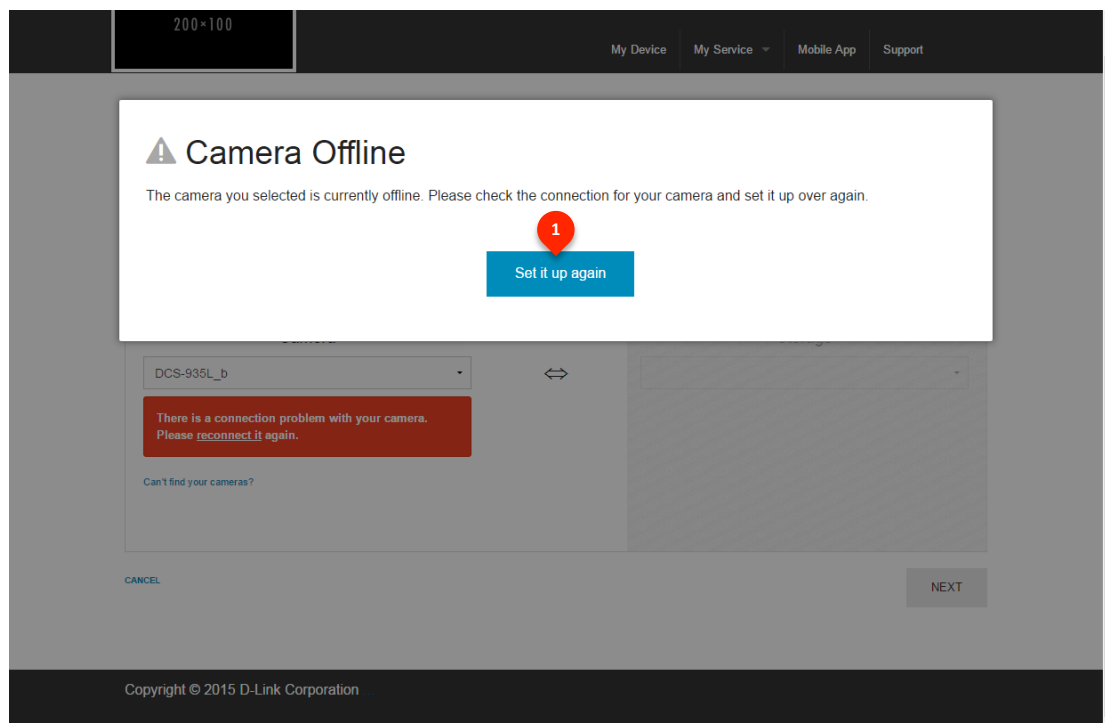 200×100
My Device
My Service
Mobile App
Support
Camera Offline
The camera you selected is currently offline. Please check the connection for your camera and set it up over again.
1
Set it up again
DCS-935L_b
There is a connection problem with your camera.
Please reconnect it again.
Can't find your cameras?
CANCEL
NEXT
Copyright © 2015 D-Link Corporation